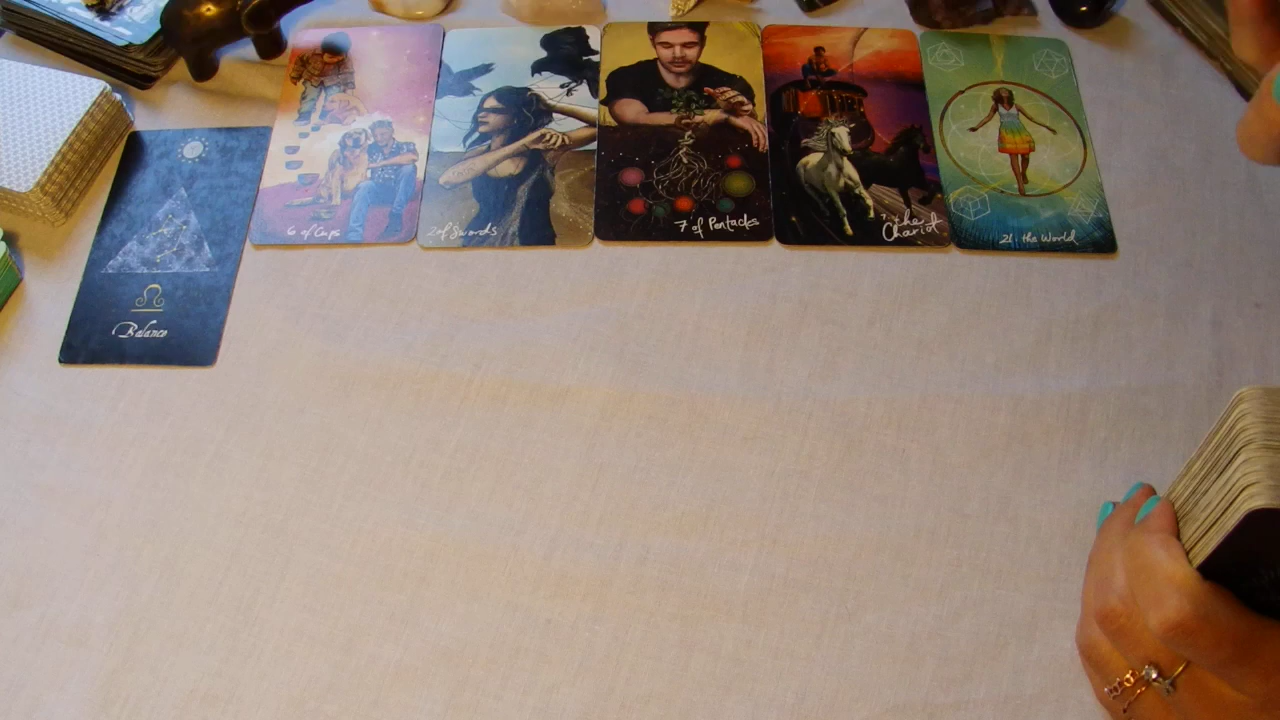 Balance
6 of Cups
2 of Swords
7 of Pentacles
7. the
Chariot
21. the World